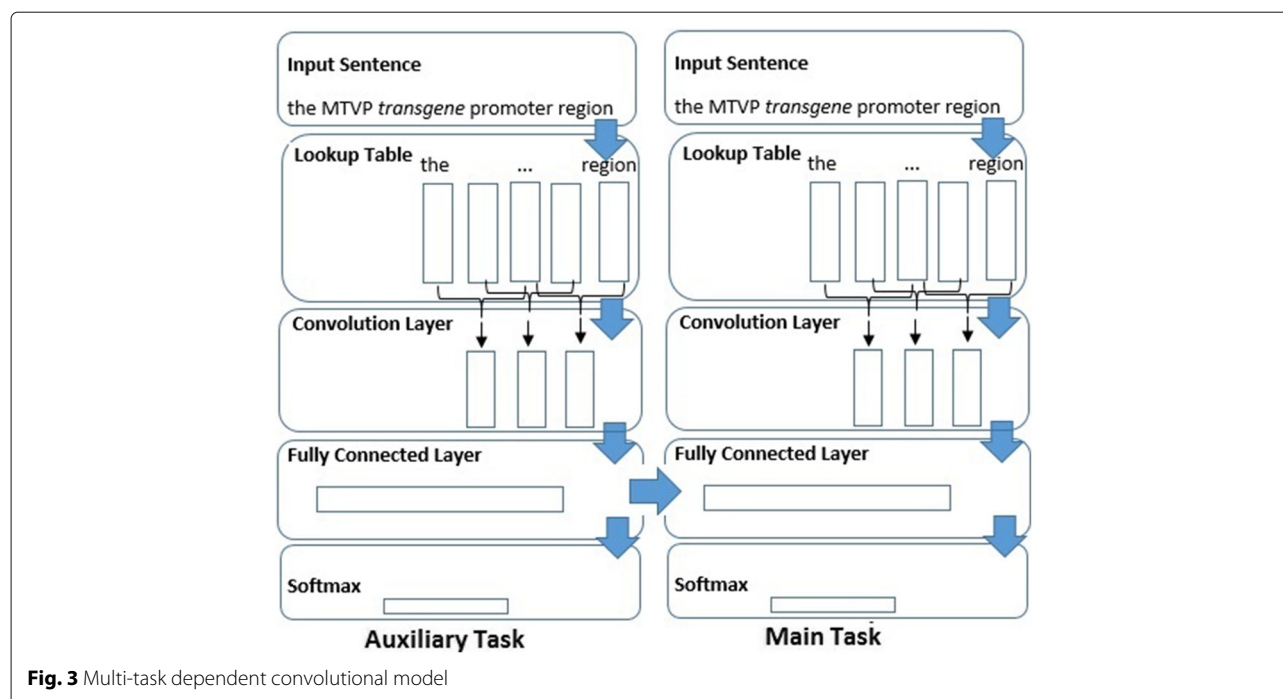 Input Sentence
the MTVP transgene promoter region
Lookup Table
the ... region
Convolution Layer
Fully Connected Layer
Softmax
Auxiliary Task
Input Sentence
the MTVP transgene promoter region
Lookup Table
the ... region
Convolution Layer
Fully Connected Layer
Softmax
Main Task
Fig. 3 Multi-task dependent convolutional model